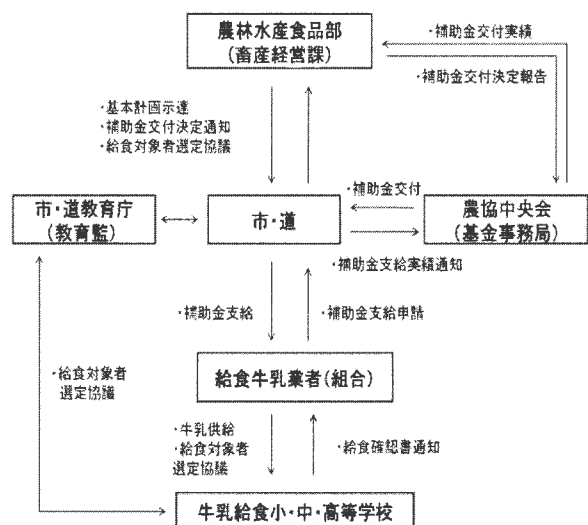 農林水産食品部
(畜産経営課)
・補助金交付実績
・補助金交付決定報告
・基本計画示達
・補助金交付決定通知
・給食対象者選定協議
・補助金交付
市・道教育庁
(教育監)
市・道
農協中央会
(基金事務局)
・補助金支給実績通知
・補助金支給
・補助金支給申請
・給食対象者
選定協議
給食牛乳業者(組合)
・牛乳供給
・給食対象者
選定協議
・給食確認書通知
牛乳給食小・中・高等学校